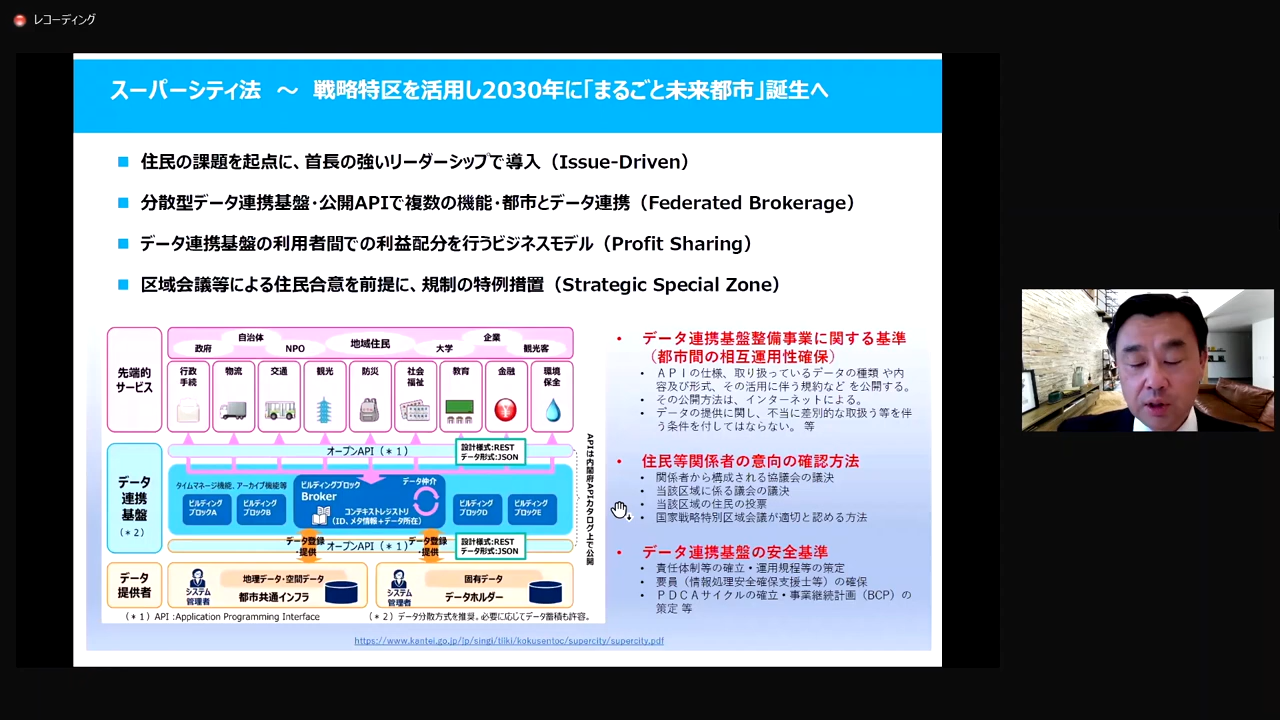 レコーディング
スーパーシティ法 ～ 戦略特区を活用し2030年に「まるごと未来都市」誕生へ
■ 住民の課題を起点に、首長の強いリーダーシップで導入（Issue-Driven）
■ 分散型データ連携基盤・公開APIで複数の機能・都市とデータ連携（Federated Brokerage）
■ データ連携基盤の利用者間での利益配分を行うビジネスモデル（Profit Sharing）
■ 区域会議等による住民合意を前提に、規制の特例措置（Strategic Special Zone）
先端的
サービス
政府
自治体
NPO
地域住民
大学
企業
観光客
行政
手続
物流
交通
観光
防災
社会
福祉
教育
金融
環境
保全
データ
連携
基盤
（＊２）
オープンAPI（＊１）
設計様式:REST
データ形式:JSON
タイムマネージ機能、アーカイブ機能等
ビルディング
ブロックA
ビルディング
ブロックB
ビルディングブロック
Broker
データ仲介
コンテキストレジストリ
（ID、メタ情報＋データ所在）
ビルディング
ブロックD
ビルディング
ブロックE
データ登録
・提供
オープンAPI（＊１）
データ登録
・提供
設計様式:REST
データ形式:JSON
APIは内閣府APIカタログ上で公開
データ
提供者
システム
管理者
地理データ・空間データ
都市共通インフラ
システム
管理者
固有データ
データホルダー
（＊１）API :Application Programming Interface
（＊２）データ分散方式を推奨。必要に応じてデータ蓄積も許容。
• データ連携基盤整備事業に関する基準
（都市間の相互運用性確保）
• ＡＰＩの仕様、取り扱っているデータの種類 や内
容及び形式、その活用に伴う規約など を公開する。
• その公開方法は、インターネットによる。
• データの提供に関し、不当に差別的な取扱う等を伴
う条件を付してはならない。 等
• 住民等関係者の意向の確認方法
• 関係者から構成される協議会の議決
• 当該区域に係る議会の議決
• 当該区域の住民の投票
• 国家戦略特別区域会議が適切と認める方法
• データ連携基盤の安全基準
• 責任体制等の確立・運用規程等の策定
• 要員（情報処理安全確保支援士等）の確保
• ＰＤＣＡサイクルの確立・事業継続計画（BCP）の
策定 等
https://www.kantei.go.jp/jp/singi/tiiki/kokusentoc/supercity/supercity.pdf